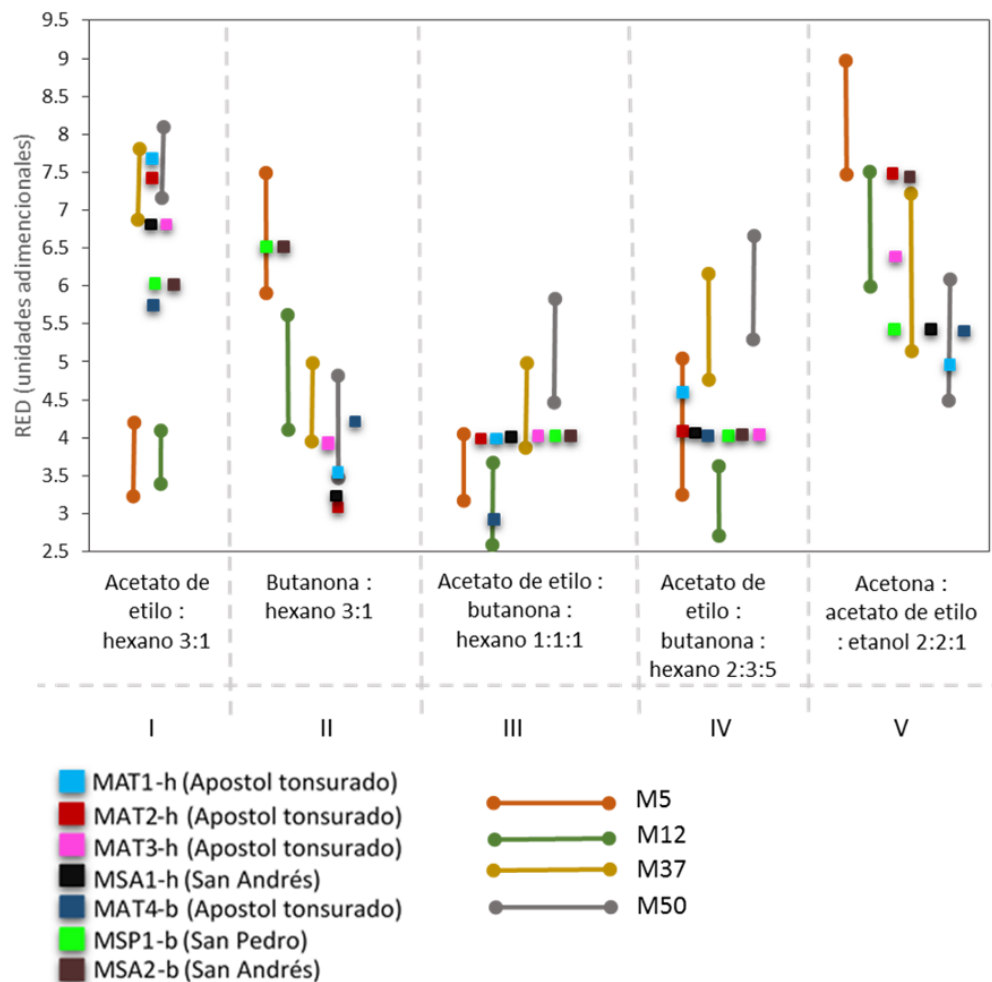 9.5
9
8.5
8
7.5
7
6.5
6
5.5
5
4.5
4
3.5
3
2.5
RED (unidades adimencionales)
Acetato de
etilo :
hexano 3:1
Butanona :
hexano 3:1
Acetato de etilo :
butanona :
hexano 1:1:1
Acetato de
etilo :
butanona :
hexano 2:3:5
Acetona :
acetato de etilo
: etanol 2:2:1
I
II
III
IV
V
MAT1-h (Apostol tonsurado)
MAT2-h (Apostol tonsurado)
MAT3-h (Apostol tonsurado)
MSA1-h (San Andrés)
MAT4-b (Apostol tonsurado)
MSP1-b (San Pedro)
MSA2-b (San Andrés)
M5
M12
M37
M50